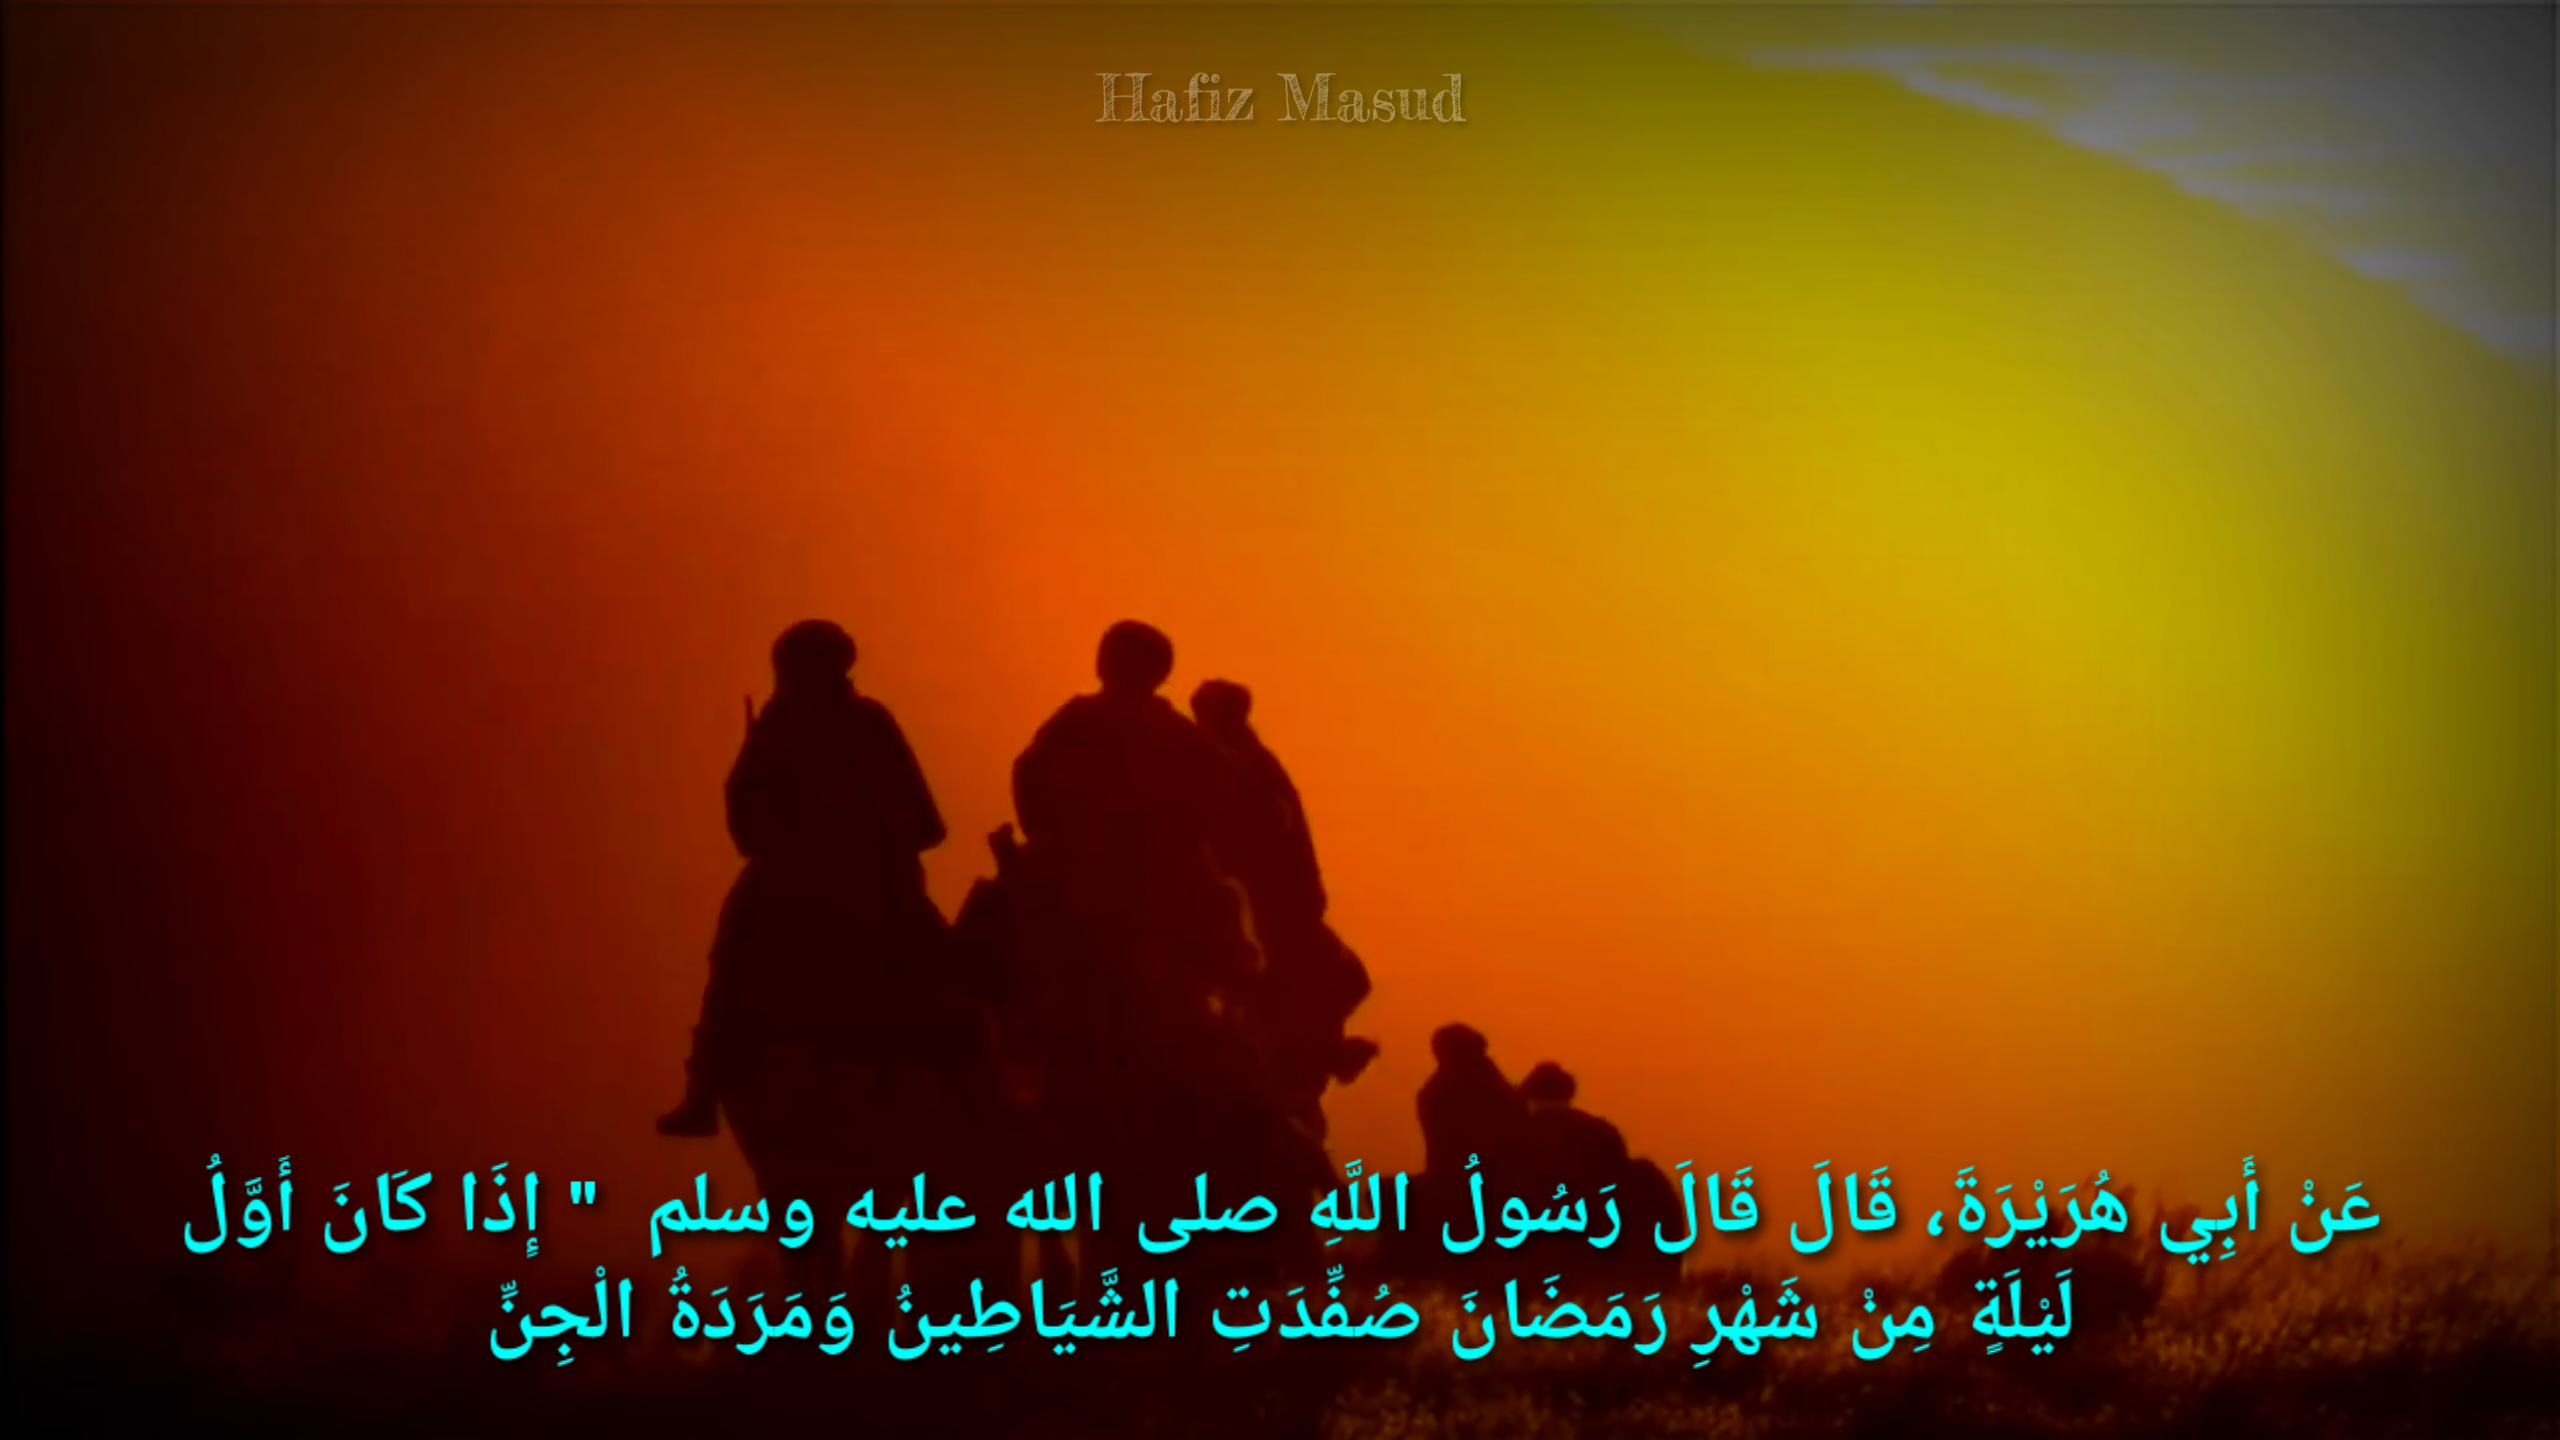 Hafiz Masud
عَنْ أَبِي هُرَيْرَةَ، قَالَ قَالَ رَسُولُ اللَّهِ صلى الله عليه وسلم " إِذَا كَانَ أَوَّلُ
لَيْلَةٍ مِنْ شَهْرِ رَمَضَانَ صُفِّدَتِ الشَّيَاطِينُ وَمَرَدَةُ الْجِنِّ